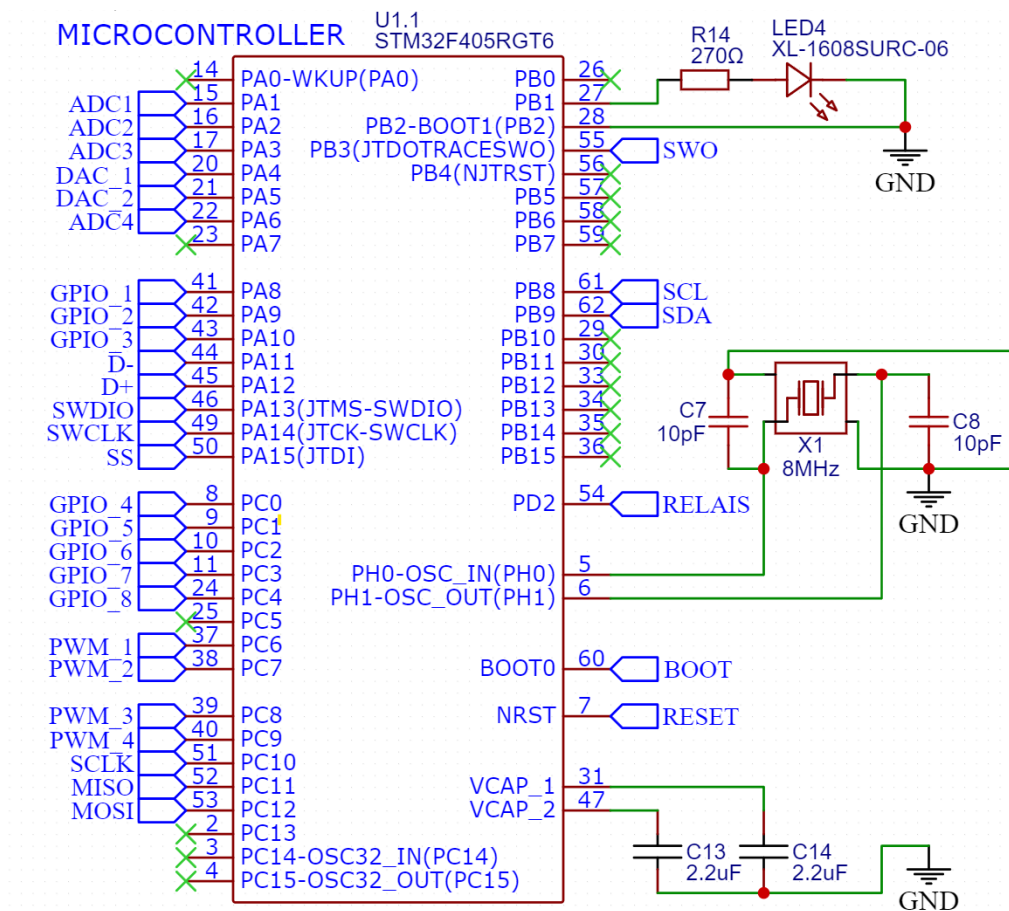 MICROCONTROLLER
U1.1
STM32F405RGT6
R14
270Ω
LED4
XL-1608SURC-06
14 PA0-WKUP(PA0)
ADC1 15 PA1
ADC2 16 PA2
ADC3 17 PA3
DAC_1 20 PA4
DAC_2 21 PA5
ADC4 22 PA6
23 PA7
GPIO_1 41 PA8
GPIO_2 42 PA9
GPIO_3 43 PA10
D- 44 PA11
D+ 45 PA12
SWDIO 46 PA13(JTMS-SWDIO)
SWCLK 49 PA14(JTCK-SWCLK)
SS 50 PA15(JTDI)
GPIO_4 8 PC0
GPIO_5 9 PC1
GPIO_6 10 PC2
GPIO_7 11 PC3
GPIO_8 24 PC4
25 PC5
PWM_1 37 PC6
PWM_2 38 PC7
PWM_3 39 PC8
PWM_4 40 PC9
SCLK 51 PC10
MISO 52 PC11
MOSI 53 PC12
2 PC13
3 PC14-OSC32_IN(PC14)
4 PC15-OSC32_OUT(PC15)
PB0 26
PB1 27
PB2-BOOT1(PB2) 28
PB3(JTDOTRACESWO) 55 SWO
PB4(NJTRST) 56
PB5 57
PB6 58
PB7 59
PB8 61 SCL
PB9 62 SDA
PB10 29
PB11 30
PB12 33
PB13 34
PB14 35
PB15 36
PD2 54 RELAIS
PH0-OSC_IN(PH0) 5
PH1-OSC_OUT(PH1) 6
BOOT0 60 BOOT
NRST 7 RESET
VCAP_1 31
VCAP_2 47
GND
C7
10pF
X1
8MHz
C8
10pF
GND
C13
2.2uF
C14
2.2uF
GND